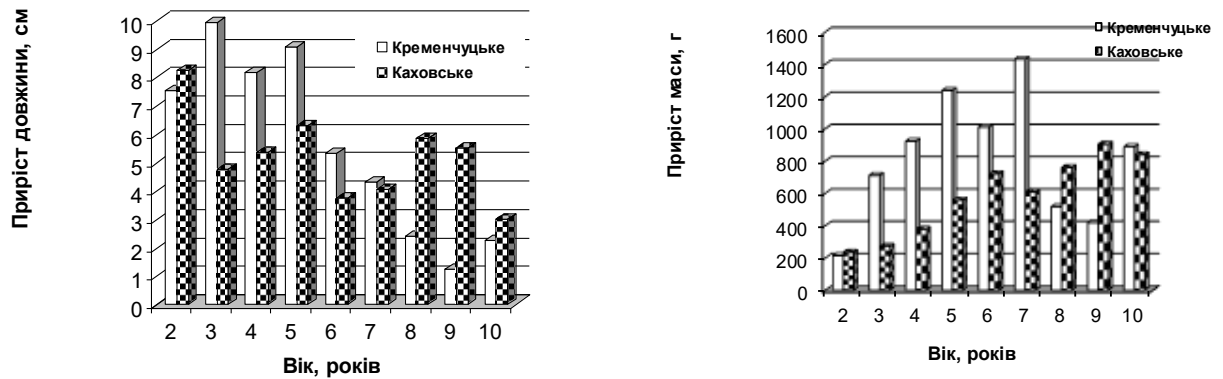 Приріст довжини, см
10
9
8
7
6
5
4
3
2
1
0
Кременчуцьке
Каховське
2 3 4 5 6 7 8 9 10
Вік, років
Приріст маси, г
1600
1400
1200
1000
800
600
400
200
0
Кременчуцьке
Каховське
2 3 4 5 6 7 8 9 10
Вік, років